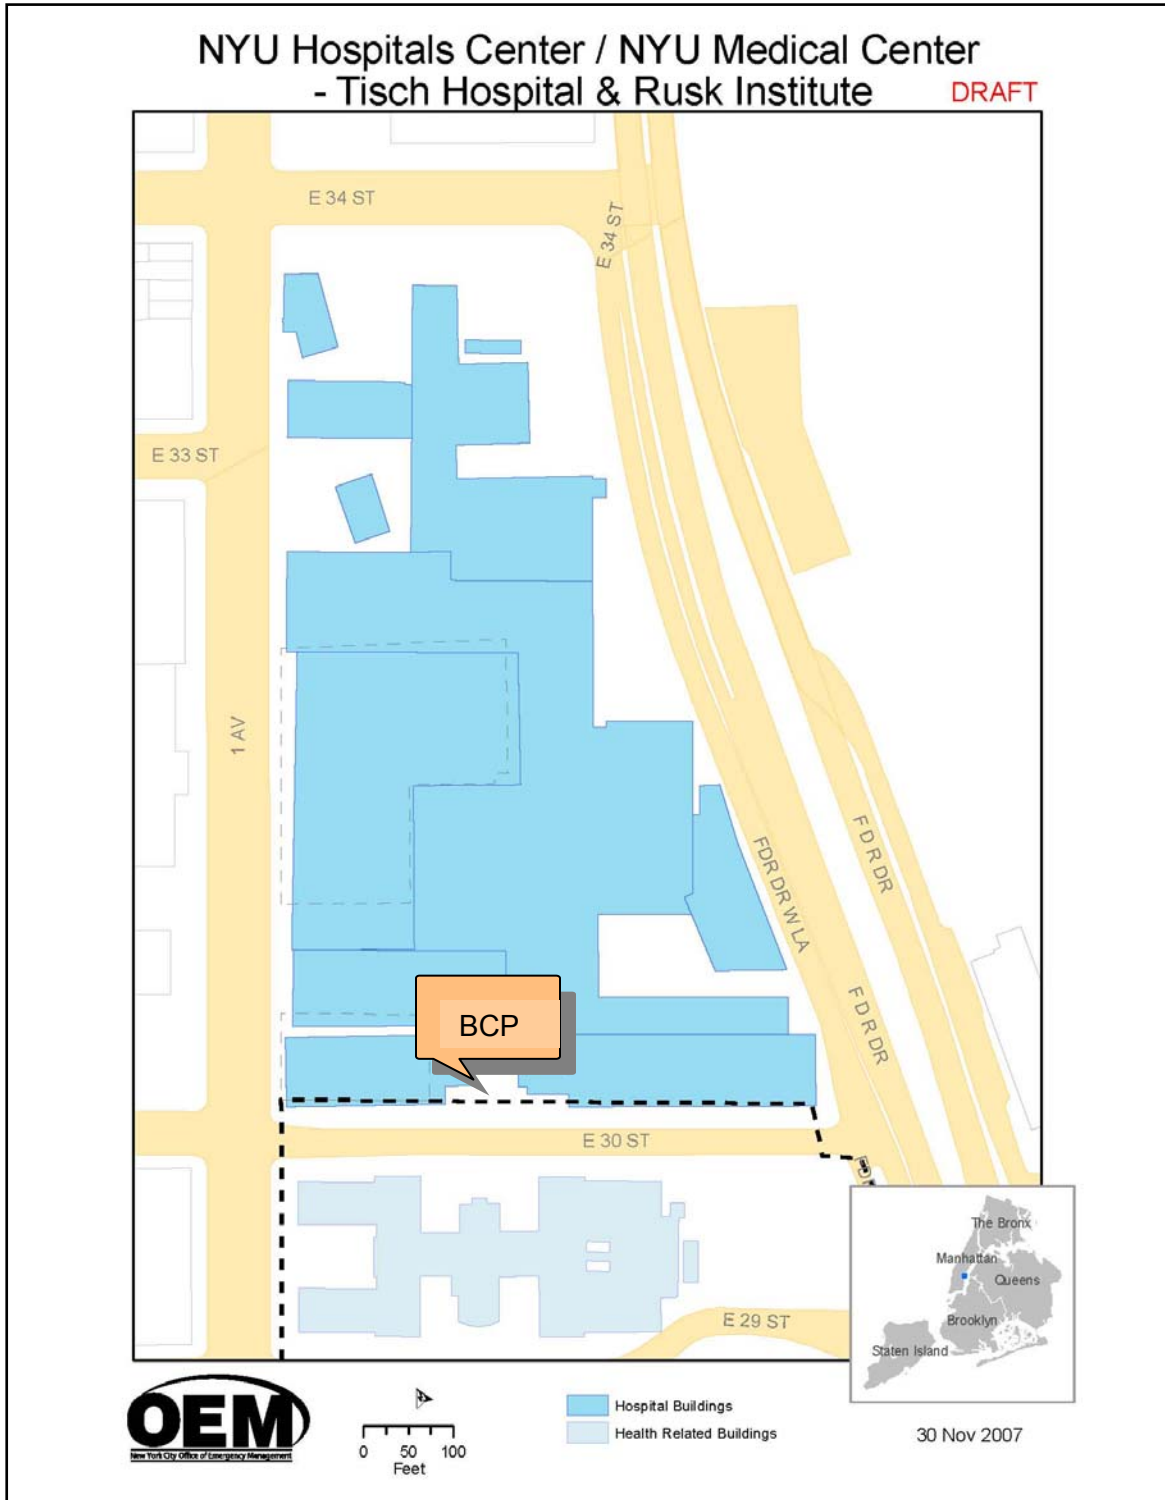 NYU Hospitals Center / NYU Medical Center
- Tisch Hospital & Rusk Institute
DRAFT
E 34 ST
E 34 ST
E 33 ST
1 AV
FDR DR W LA
F D R DR
F D R DR
BCP
E 30 ST
E 29 ST
The Bronx
Manhattan
Queens
Brooklyn
Staten Island
OEM
New York City Office of Emergency Management
0 50 100
Feet
Hospital Buildings
Health Related Buildings
30 Nov 2007